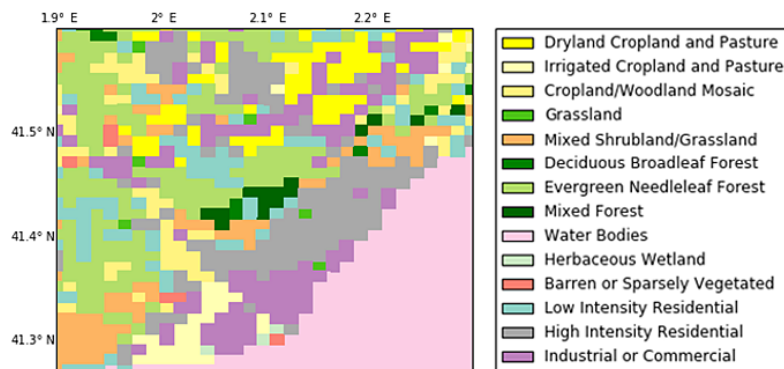 1.9° E 2° E 2.1° E 2.2° E
41.5° N
41.4° N
41.3° N
Dryland Cropland and Pasture
Irrigated Cropland and Pasture
Cropland/Woodland Mosaic
Grassland
Mixed Shrubland/Grassland
Deciduous Broadleaf Forest
Evergreen Needleleaf Forest
Mixed Forest
Water Bodies
Herbaceous Wetland
Barren or Sparsely Vegetated
Low Intensity Residential
High Intensity Residential
Industrial or Commercial